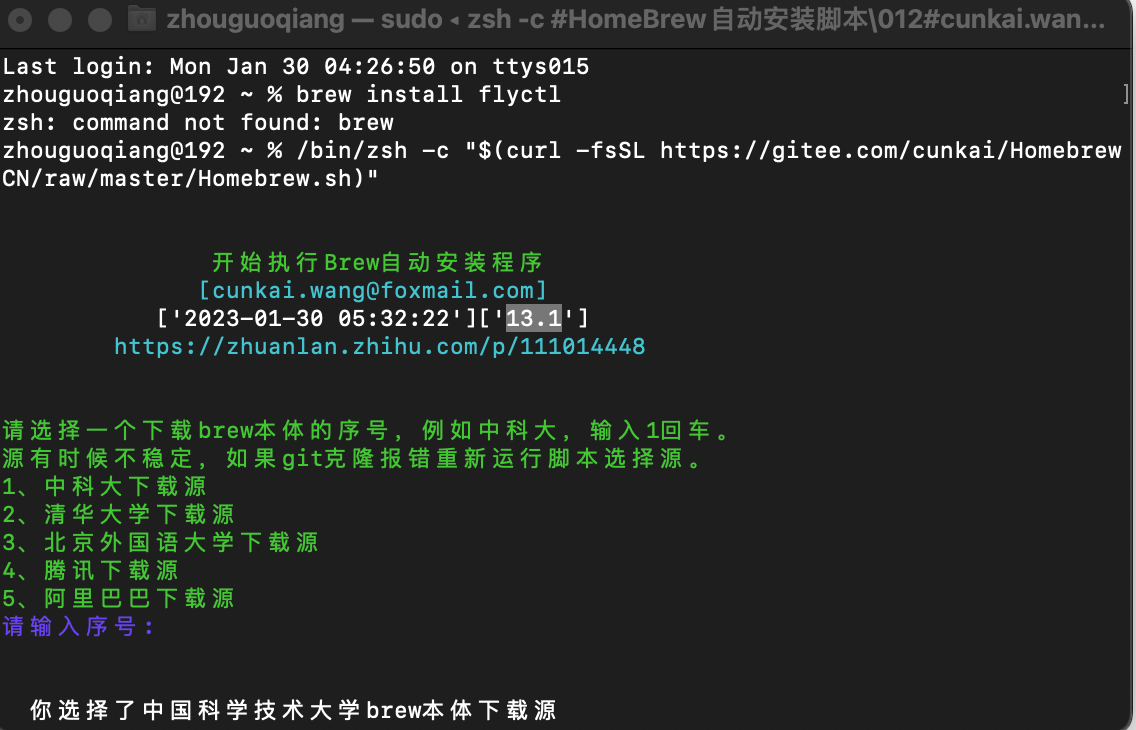 zhouguoqiang — sudo ◂ zsh -c #HomeBrew 自动安装脚本\012#cunkai.wan...
Last login: Mon Jan 30 04:26:50 on ttys015
zhouguoqiang@192 ~ % brew install flyctl ]
zsh: command not found: brew
zhouguoqiang@192 ~ % /bin/zsh -c "$(curl -fsSL https://gitee.com/cunkai/Homebrew
CN/raw/master/Homebrew.sh)"
开始执行Brew自动安装程序
[cunkai.wang@foxmail.com]
['2023-01-30 05:32:22']['13.1']
https://zhuanlan.zhihu.com/p/111014448
请选择一个下载brew本体的序号，例如中科大，输入1回车。
源有时候不稳定，如果git克隆报错重新运行脚本选择源。
1、中科大下载源
2、清华大学下载源
3、北京外国语大学下载源
4、腾讯下载源
5、阿里巴巴下载源
请输入序号：
你选择了中国科学技术大学brew本体下载源